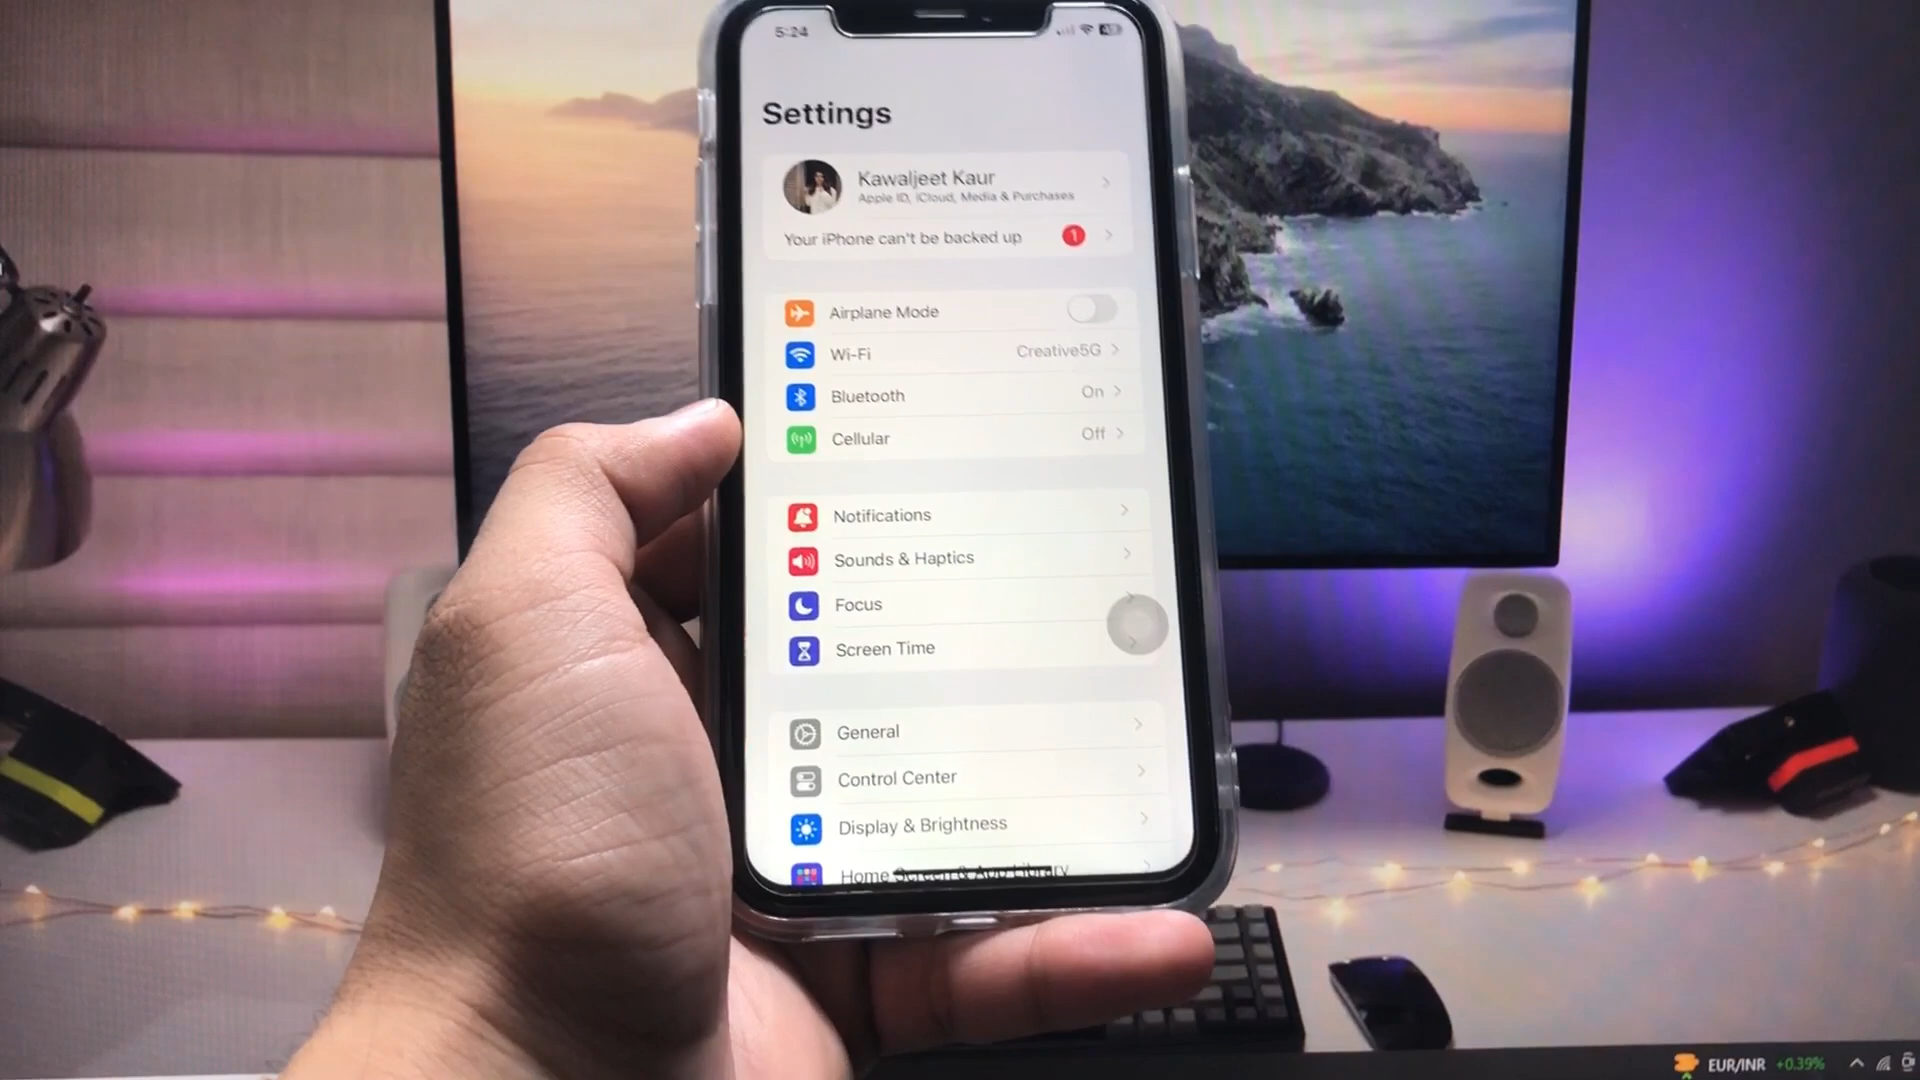 5:24
Settings
Kawaljeet Kaur
Apple ID, iCloud, Media & Purchases
Your iPhone can't be backed up 1
Airplane Mode
Wi-Fi Creative5G
Bluetooth On
Cellular Off
Notifications
Sounds & Haptics
Focus
Screen Time
General
Control Center
Display & Brightness
Home Screen & App Library
EUR/INR +0.39%